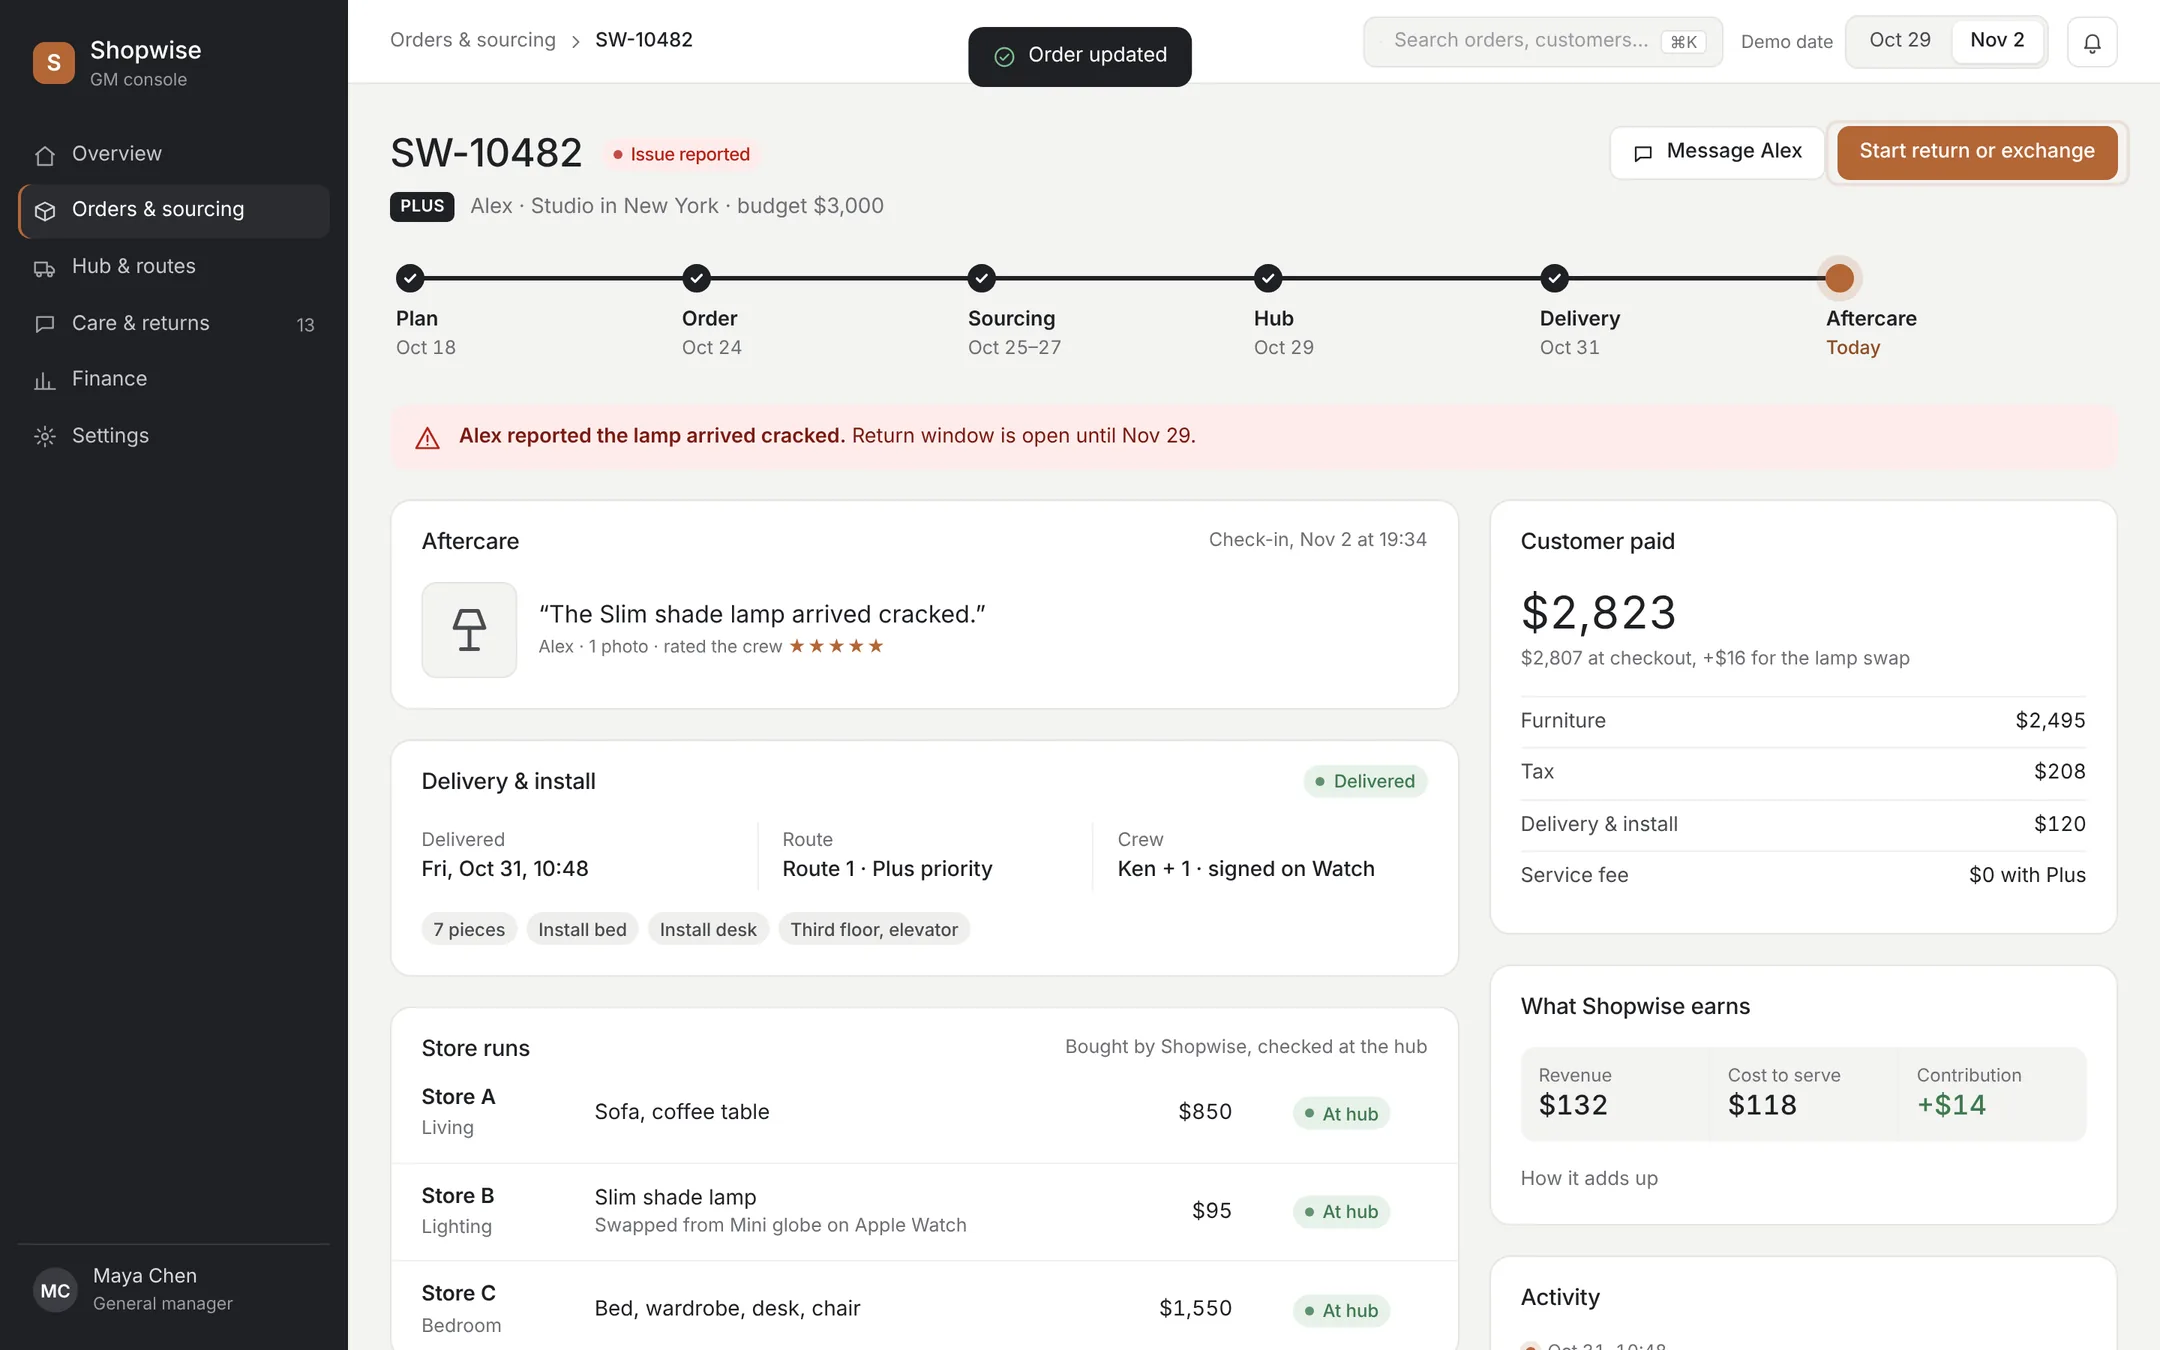 S
Shopwise
GM console
Overview
Orders & sourcing
Hub & routes
Care & returns 13
Finance
Settings
MC
Maya Chen
General manager
Orders & sourcing > SW-10482
Order updated
Search orders, customers... ⌘K
Demo date
Oct 29
Nov 2
SW-10482
Issue reported
Message Alex
Start return or exchange
PLUS Alex · Studio in New York · budget $3,000
Plan
Oct 18
Order
Oct 24
Sourcing
Oct 25–27
Hub
Oct 29
Delivery
Oct 31
Aftercare
Today
Alex reported the lamp arrived cracked. Return window is open until Nov 29.
Aftercare
Check-in, Nov 2 at 19:34
“The Slim shade lamp arrived cracked.”
Alex · 1 photo · rated the crew ★★★★★
Delivery & install
Delivered
Delivered
Fri, Oct 31, 10:48
Route
Route 1 · Plus priority
Crew
Ken + 1 · signed on Watch
7 pieces
Install bed
Install desk
Third floor, elevator
Store runs
Bought by Shopwise, checked at the hub
Store A
Living
Sofa, coffee table
$850
At hub
Store B
Lighting
Slim shade lamp
Swapped from Mini globe on Apple Watch
$95
At hub
Store C
Bedroom
Bed, wardrobe, desk, chair
$1,550
At hub
Customer paid
$2,823
$2,807 at checkout, +$16 for the lamp swap
Furniture $2,495
Tax $208
Delivery & install $120
Service fee $0 with Plus
What Shopwise earns
Revenue
$132
Cost to serve
$118
Contribution
+$14
How it adds up
Activity
Oct 31, 10:48